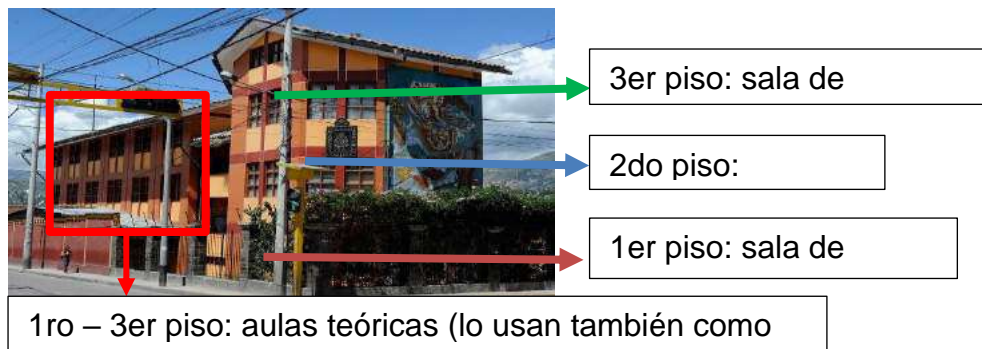 3er piso: sala de
2do piso:
1er piso: sala de
1ro – 3er piso: aulas teóricas (lo usan también como